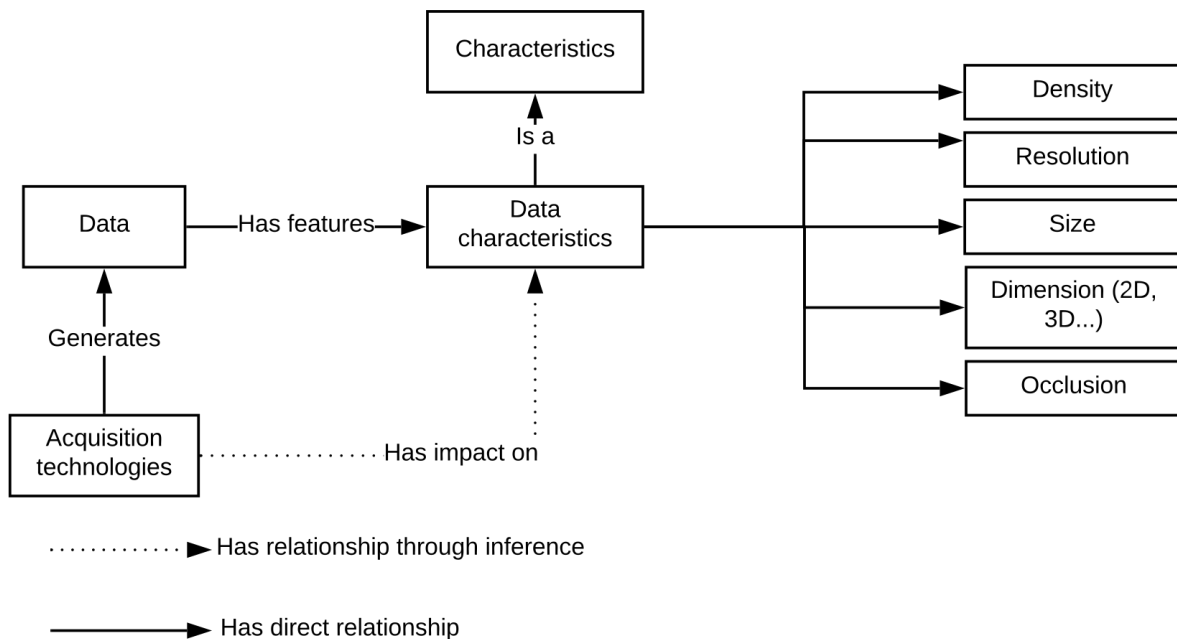 Characteristics
Density
Is a
Resolution
Data
Has features
Data
characteristics
Size
Dimension (2D,
3D...)
Generates
Occlusion
Acquisition
technologies
Has impact on
Has relationship through inference
Has direct relationship